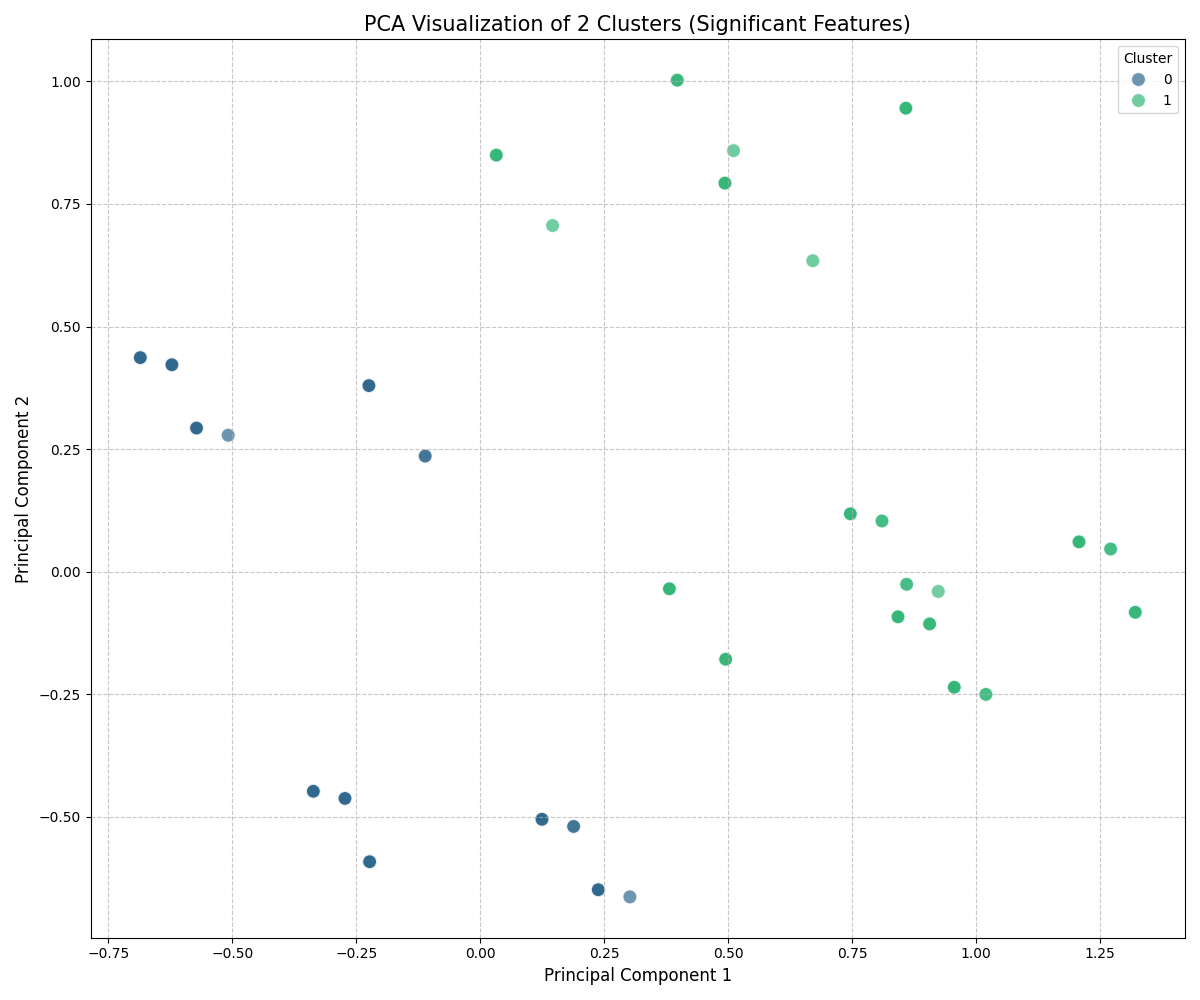 PCA Visualization of 2 Clusters (Significant Features)
Cluster
0
1
1.00
0.75
0.50
0.25
0.00
−0.25
−0.50
Principal Component 2
−0.75 −0.50 −0.25 0.00 0.25 0.50 0.75 1.00 1.25
Principal Component 1